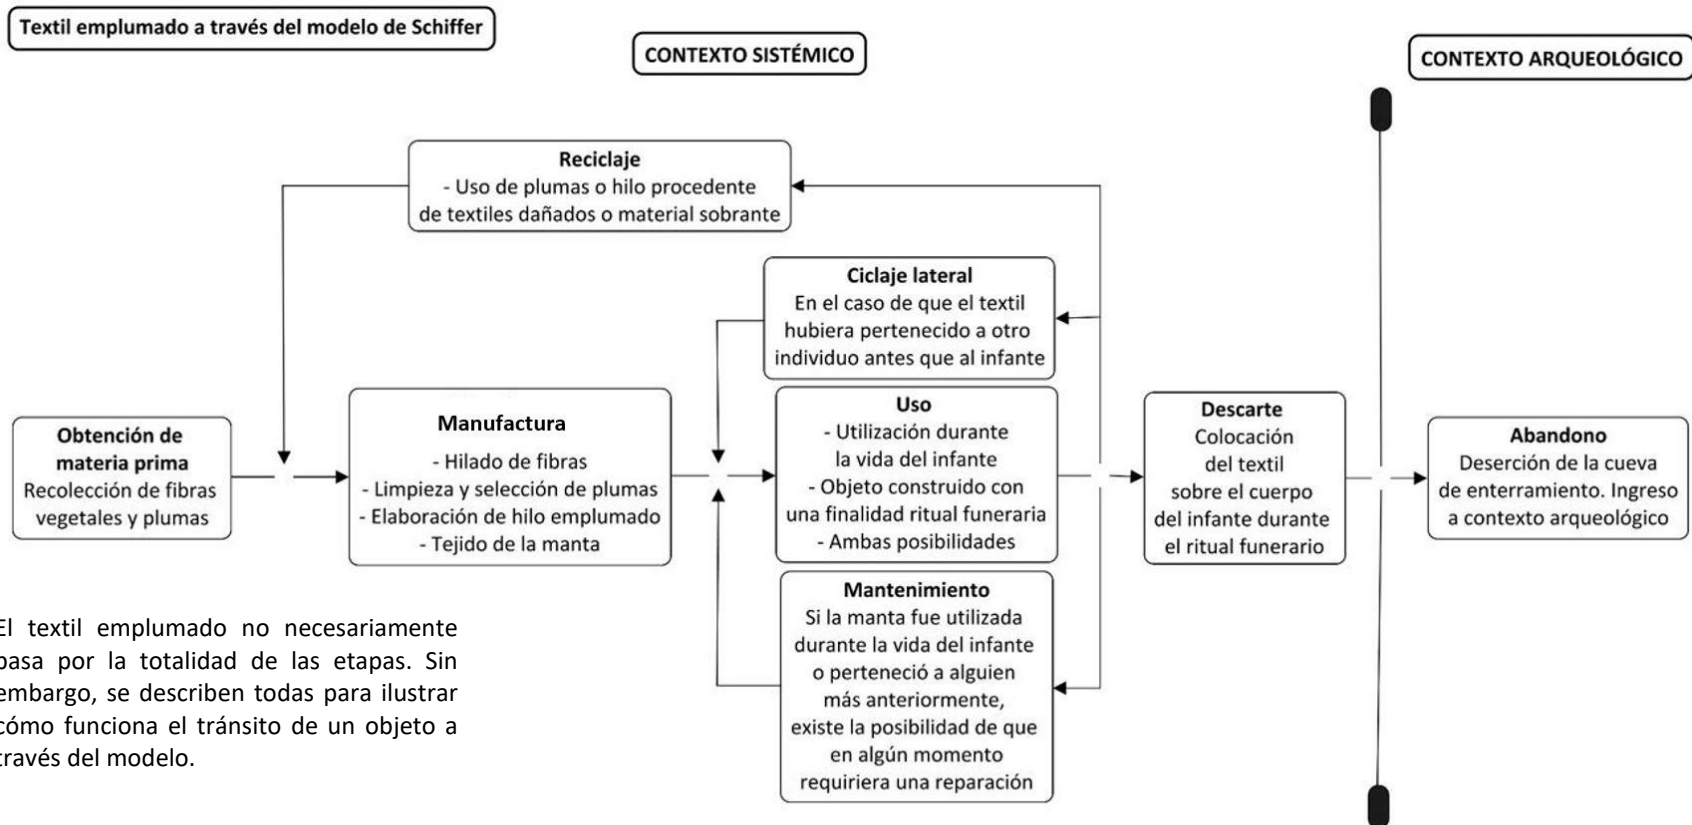 Textil emplumado a través del modelo de Schiffer
CONTEXTO SISTÉMICO
CONTEXTO ARQUEOLÓGICO
Reciclaje
- Uso de plumas o hilo procedente
de textiles dañados o material sobrante
Ciclaje lateral
En el caso de que el textil
hubiera pertenecido a otro
individuo antes que al infante
Obtención de
materia prima
Recolección de fibras
vegetales y plumas
Manufactura
- Hilado de fibras
- Limpieza y selección de plumas
- Elaboración de hilo emplumado
- Tejido de la manta
Uso
- Utilización durante
la vida del infante
- Objeto construido con
una finalidad ritual funeraria
- Ambas posibilidades
Descarte
Colocación
del textil
sobre el cuerpo
del infante durante
el ritual funerario
Abandono
Deserción de la cueva
de enterramiento. Ingreso
a contexto arqueológico
Mantenimiento
Si la manta fue utilizada
durante la vida del infante
o perteneció a alguien
más anteriormente,
existe la posibilidad de que
en algún momento
requiriera una reparación
El textil emplumado no necesariamente
pasa por la totalidad de las etapas. Sin
embargo, se describen todas para ilustrar
cómo funciona el tránsito de un objeto a
través del modelo.